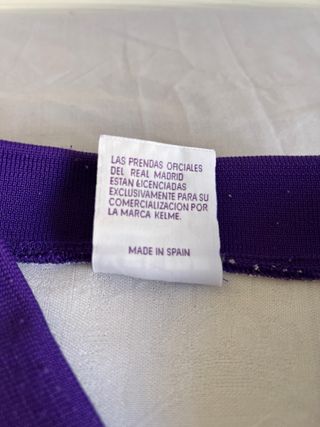 LAS PRENDAS OFICIALES
DEL REAL MADRID
ESTAN LICENCIADAS
EXCLUSIVAMENTE PARA SU
COMERCIALIZACION POR
LA MARCA KELME.
MADE IN SPAIN